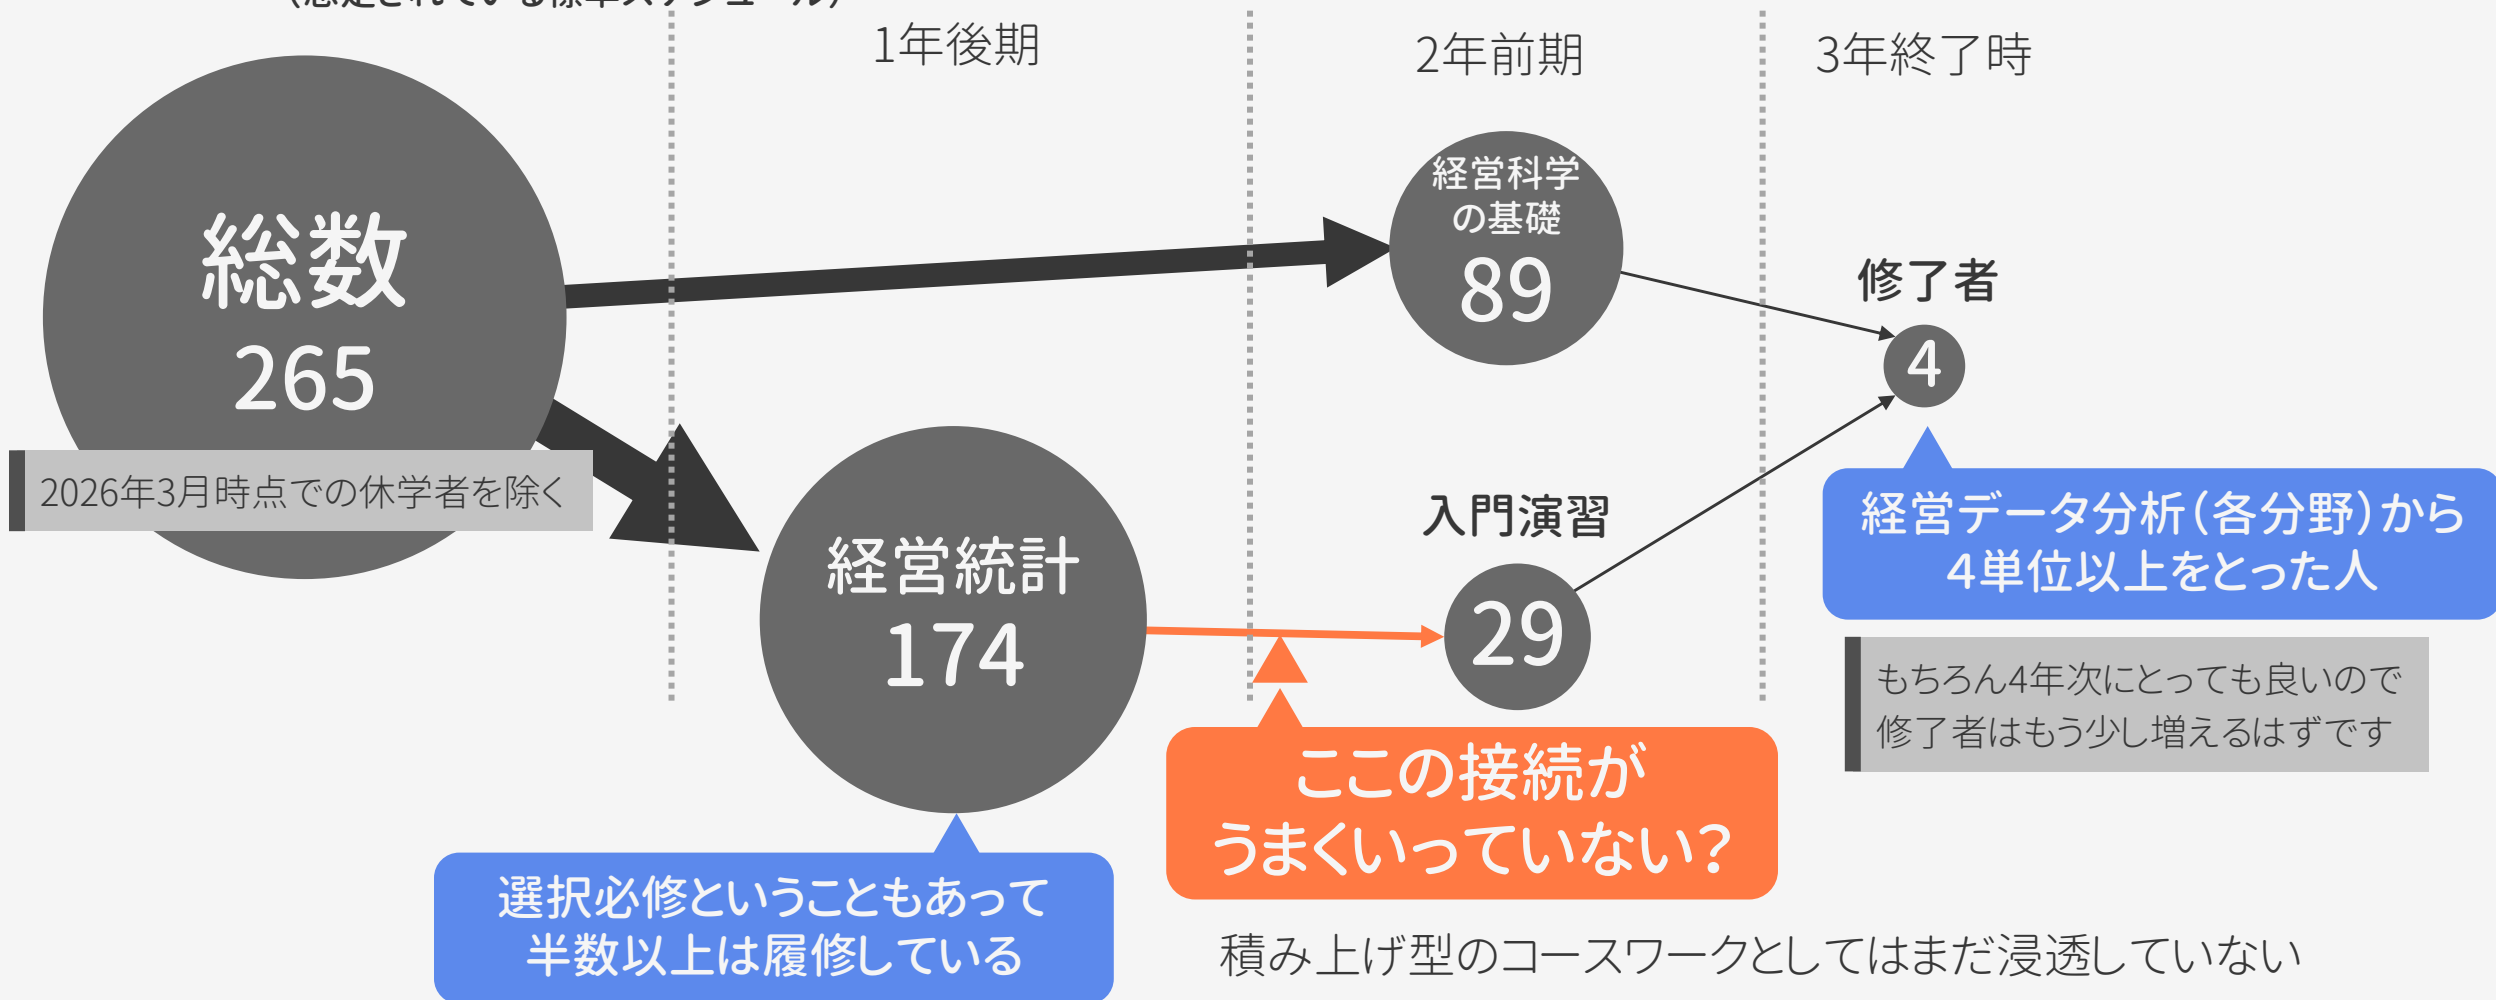 1年後期
2年前期
3年終了時
総数
265
2026年3月時点での休学者を除く
経営科学
の基礎
89
修了者
4
経営統計
174
入門演習
29
経営データ分析(各分野)から
4単位以上をとった人
もちろん4年次にとっても良いので
修了者はもう少し増えるはずです
ここの接続が
うまくいっていない?
選択必修ということもあって
半数以上は履修している
積み上げ型のコースワークとしてはまだ浸透していない